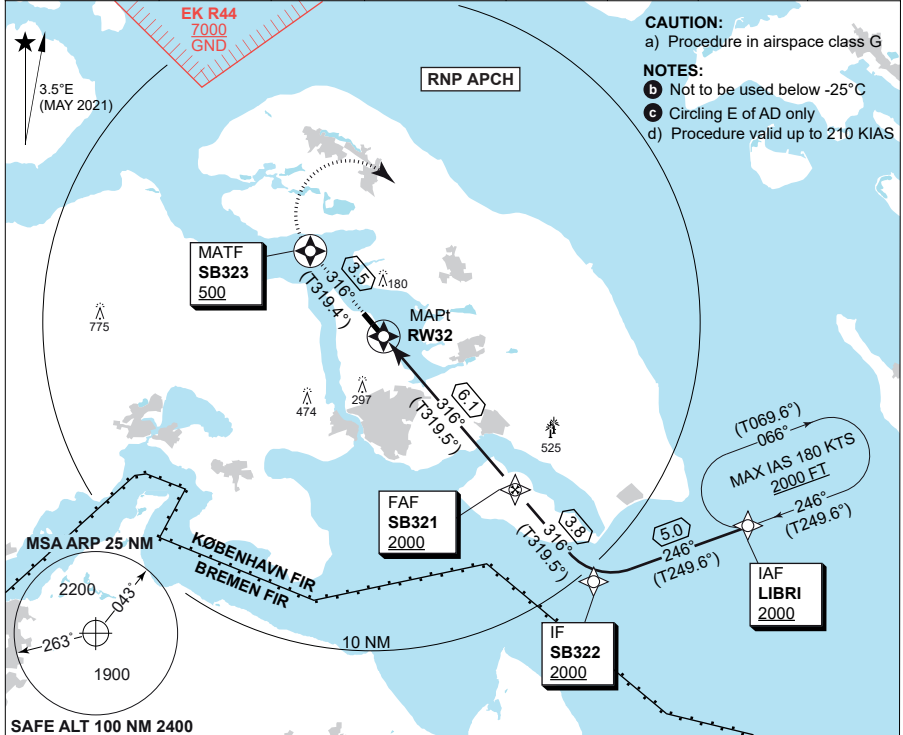 EK R44
7000
GND
CAUTION:
a) Procedure in airspace class G
NOTES:
b Not to be used below -25°C
c Circling E of AD only
d) Procedure valid up to 210 KIAS
3.5°E
(MAY 2021)
RNP APCH
MATF
SB323
500
3.5
316°
(T319.4°)
180
775
MAPt
RW32
474
297
6.1
316°
(T319.5°)
525
(T069.6°)
066°
MAX IAS 180 KTS
2000 FT
246°
(T249.6°)
FAF
SB321
2000
3.8
316°
(T319.5°)
5.0
246°
(T249.6°)
IAF
LIBRI
2000
IF
SB322
2000
KØBENHAVN FIR
BREMEN FIR
MSA ARP 25 NM
2200
043°
263°
1900
10 NM
SAFE ALT 100 NM 2400